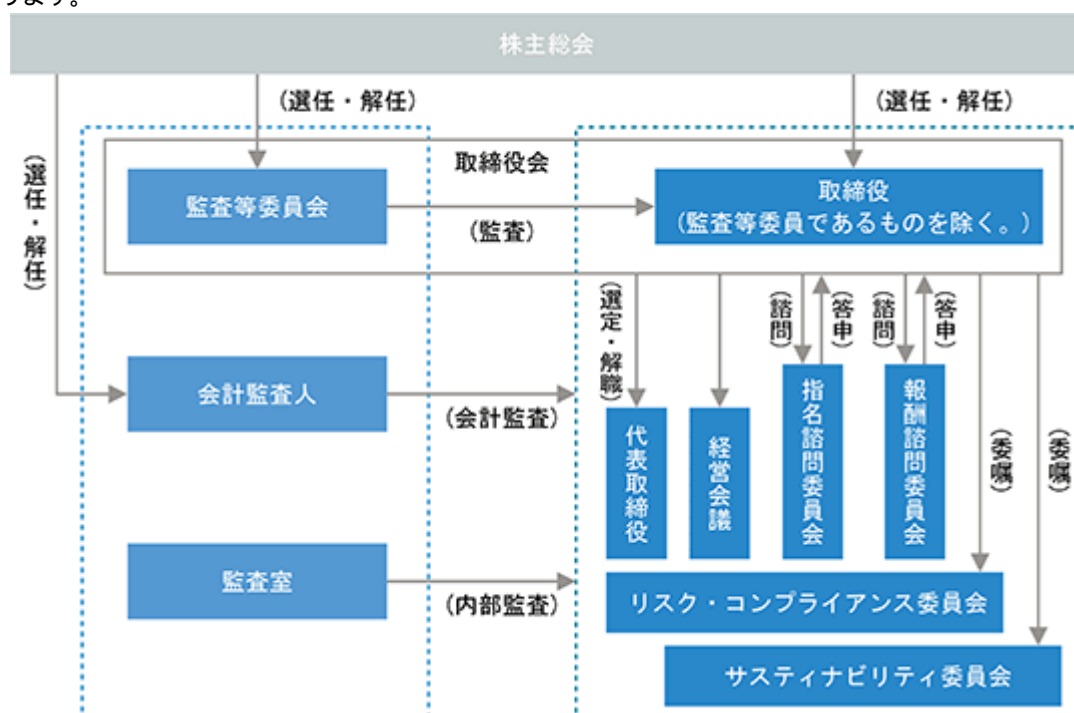 ります。
株主総会
(選任・解任)
(選任・解任)
(選任・解任)
取締役会
監査等委員会
(監査)
取締役
(監査等委員であるものを除く。)
(選定・解職)
(諮問)
(答申)
(諮問)
(答申)
会計監査人
(会計監査)
代表取締役
経営会議
指名諮問委員会
報酬諮問委員会
(委嘱)
(委嘱)
監査室
(内部監査)
リスク・コンプライアンス委員会
サスティナビリティ委員会